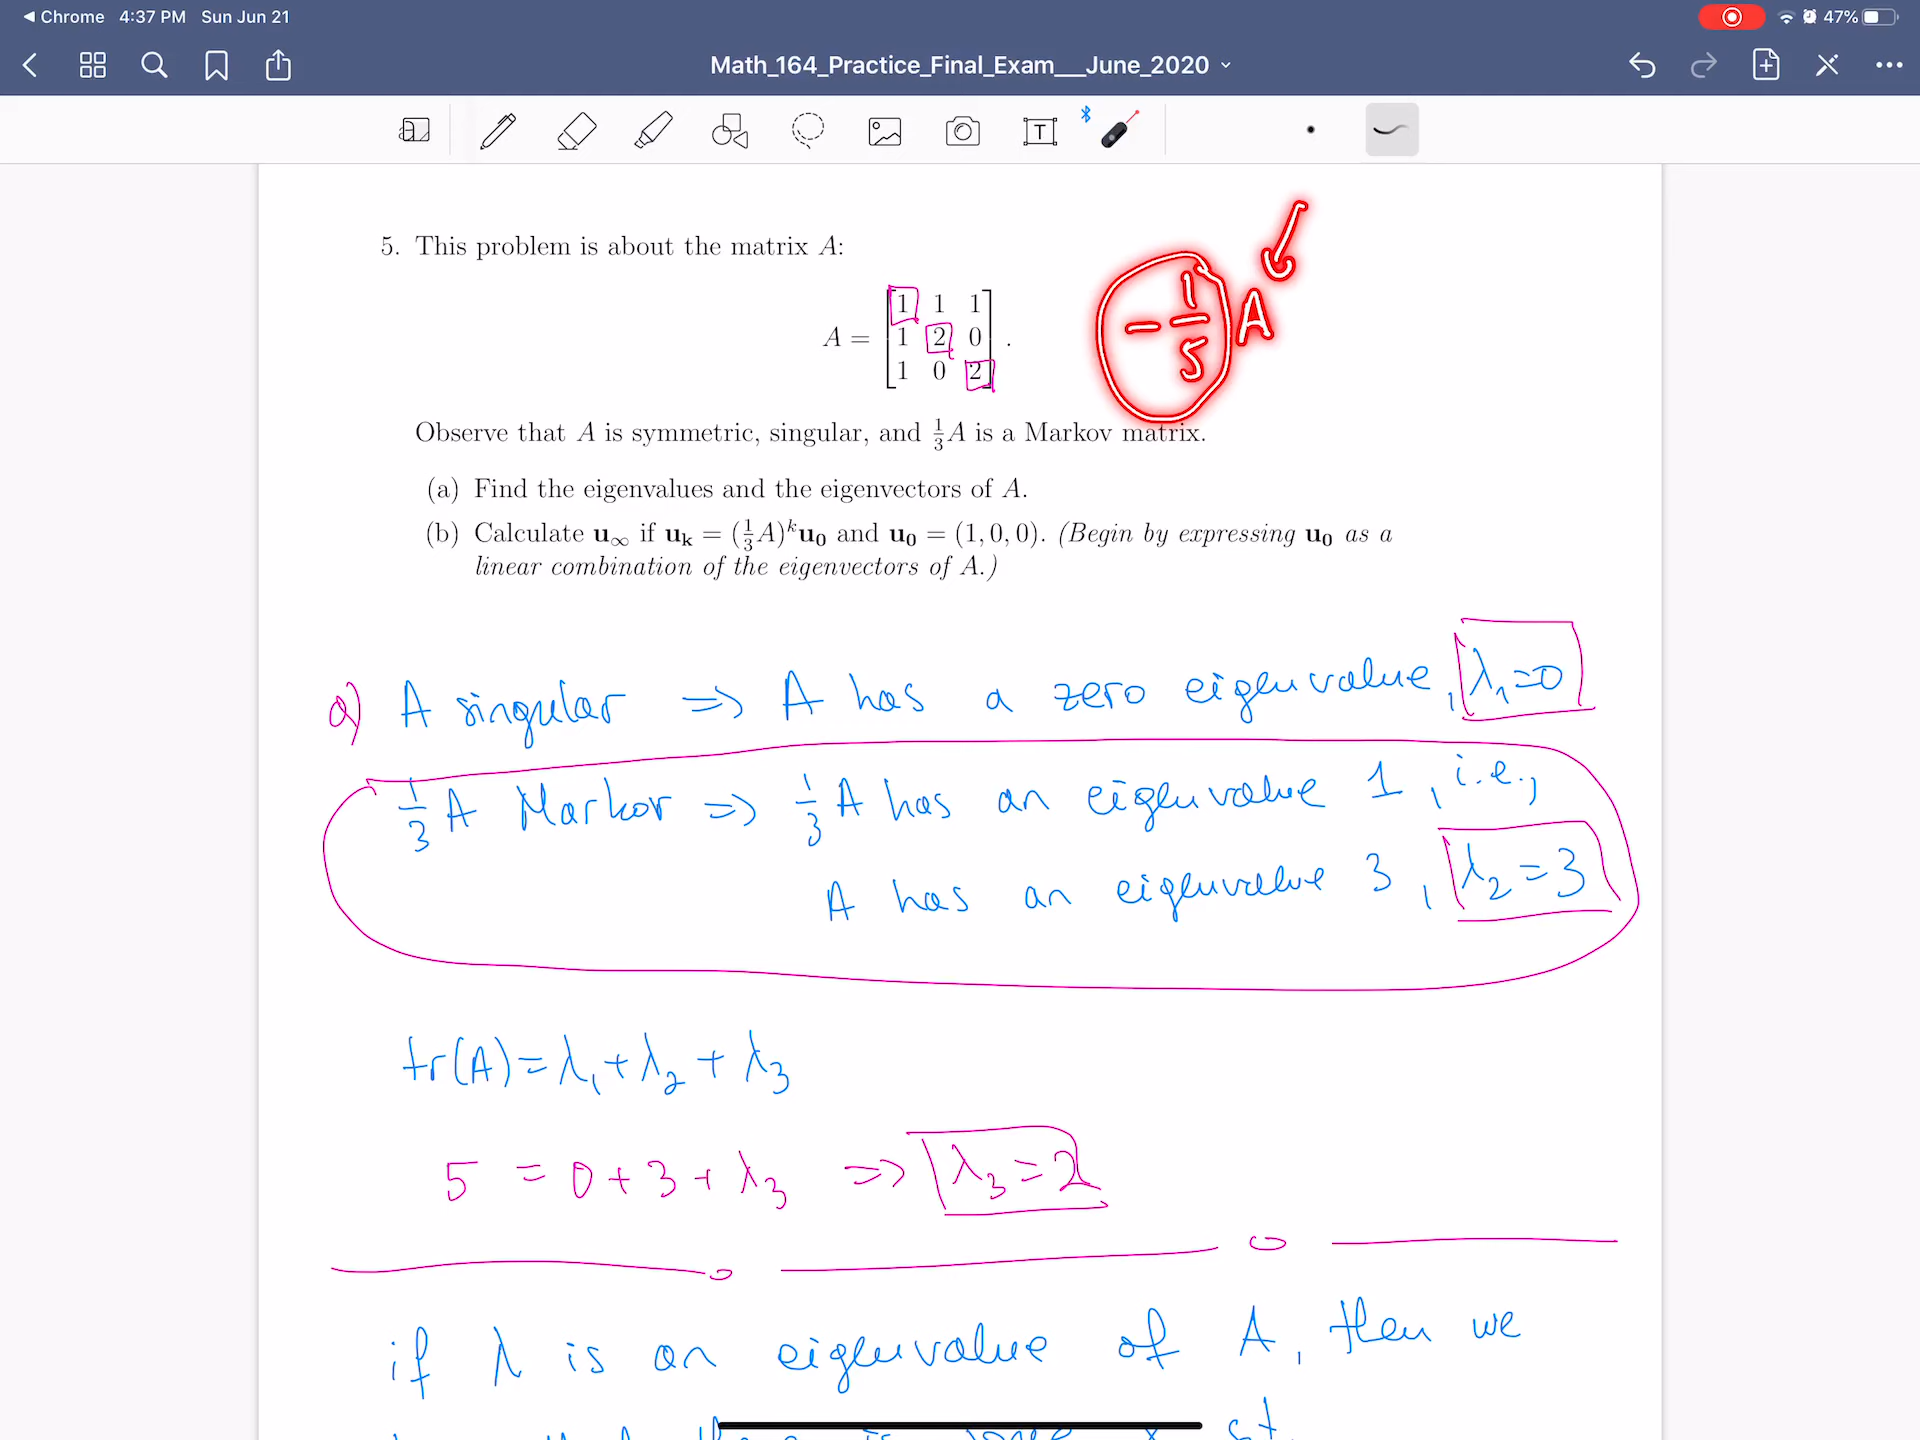 Chrome 4:37 PM Sun Jun 21
47%
Math_164_Practice_Final_Exam___June_2020
5. This problem is about the matrix A:
A = [1 1 1
1 2 0
1 0 2].
-1/5 A
Observe that A is symmetric, singular, and 1/3 A is a Markov matrix.
(a) Find the eigenvalues and the eigenvectors of A.
(b) Calculate u∞ if uk = (1/3 A)^k u0 and u0 = (1, 0, 0). (Begin by expressing u0 as a
linear combination of the eigenvectors of A.)
a) A singular => A has a zero eigenvalue, λ1=0
1/3 A Markov => 1/3 A has an eigenvalue 1, i.e.,
A has an eigenvalue 3, λ2=3
tr(A)=λ1+λ2+λ3
5 = 0+3+λ3 => λ3=2
if λ is an eigenvalue of A, then we